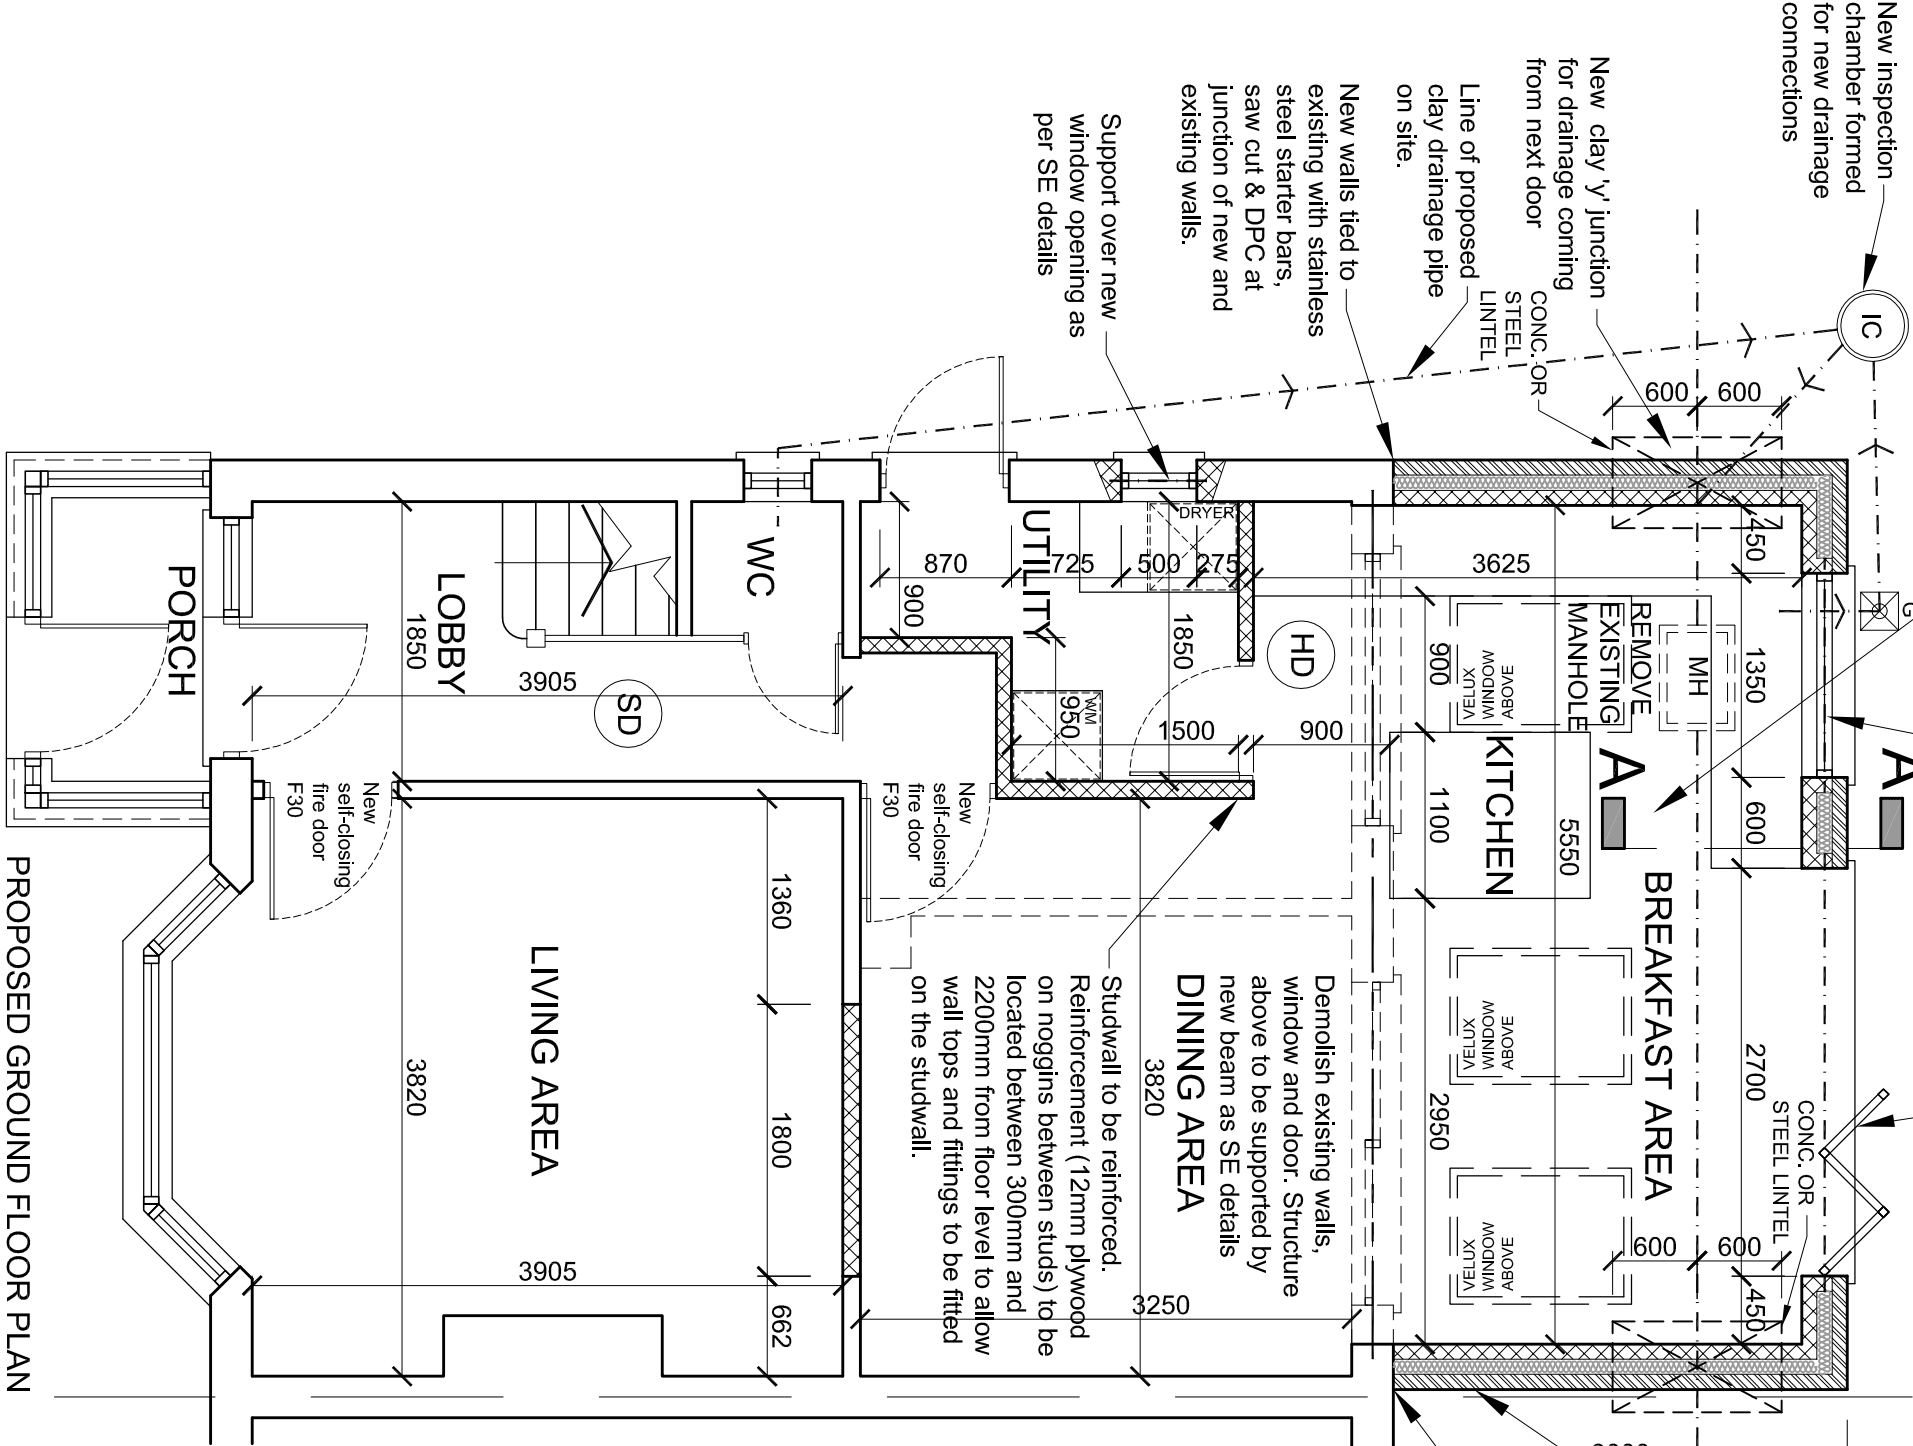 New inspection
chamber formed
for new drainage
connections
New clay 'y' junction
for drainage coming
from next door
Line of proposed
clay drainage pipe
on site.
CONC. OR
STEEL
LINTEL
New walls tied to
existing with stainless
steel starter bars,
saw cut & DPC at
junction of new and
existing walls.
Support over new
window opening as
per SE details
IC
600
600
G
450
1350
600
2700
450
A
A
MH
REMOVE
EXISTING
MANHOLE
3625
5550
KITCHEN
BREAKFAST AREA
ABOVE
WINDOW
VELUX
ABOVE
WINDOW
VELUX
ABOVE
WINDOW
VELUX
900
1100
2950
CONC. OR
STEEL LINTEL
600
600
HD
900
DRYER
275
500
725
870
UTILITY
1850
900
WM
950
1500
WC
LOBBY
1850
3905
SD
PORCH
New
self-closing
fire door
F30
New
self-closing
fire door
F30
Demolish existing walls,
window and door. Structure
above to be supported by
new beam as SE details
DINING AREA
3820
3250
Studwall to be reinforced.
Reinforcement (12mm plywood
on noggins between studs) to be
located between 300mm and
2200mm from floor level to allow
wall tops and fittings to be fitted
on the studwall.
1360
1800
662
LIVING AREA
3905
3820
PROPOSED GROUND FLOOR PLAN